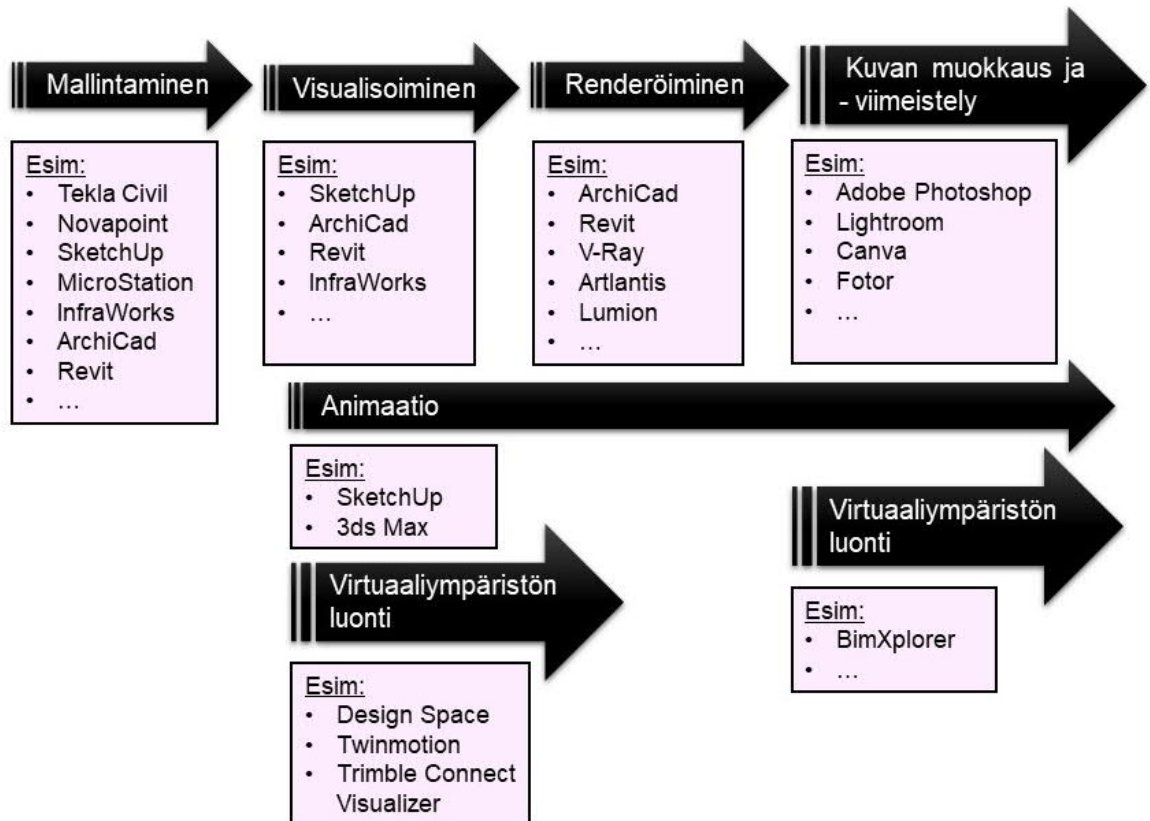 Mallintaminen
Esim:
• Tekla Civil
• Novapoint
• SketchUp
• MicroStation
• InfraWorks
• ArchiCad
• Revit
• …
Visualisoiminen
Esim:
• SketchUp
• ArchiCad
• Revit
• InfraWorks
• …
Renderöiminen
Esim:
• ArchiCad
• Revit
• V-Ray
• Artlantis
• Lumion
• …
Kuvan muokkaus ja
- viimeistely
Esim:
• Adobe Photoshop
• Lightroom
• Canva
• Fotor
• …
Animaatio
Esim:
• SketchUp
• 3ds Max
Virtuaaliympäristön
luonti
Esim:
• Design Space
• Twinmotion
• Trimble Connect
Visualizer
Virtuaaliympäristön
luonti
Esim:
• BimXplorer
• …